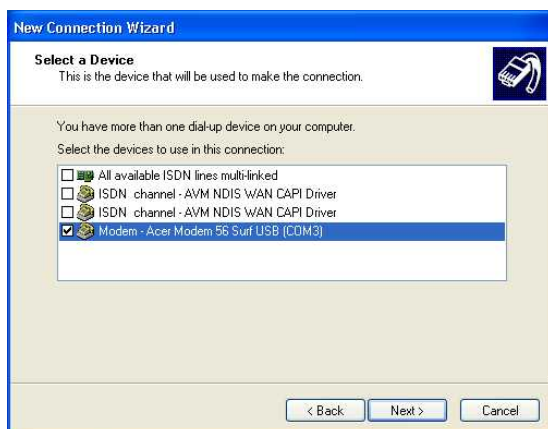 New Connection Wizard
Select a Device
This is the device that will be used to make the connection.
You have more than one dial-up device on your computer.
Select the devices to use in this connection:
All available ISDN lines multi-linked
ISDN channel - AVM NDIS WAN CAPI Driver
ISDN channel - AVM NDIS WAN CAPI Driver
Modem - Acer Modem 56 Surf USB (COM3)
< Back Next > Cancel